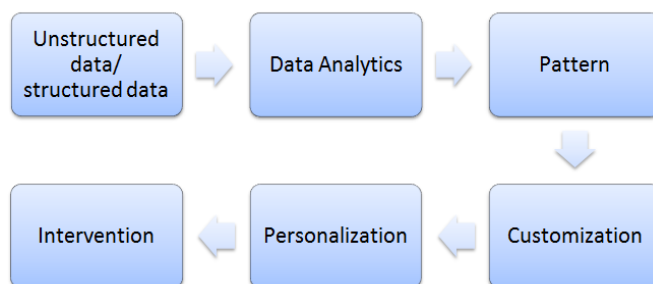 Unstructured
data/
structured data
Data Analytics
Pattern
Customization
Personalization
Intervention